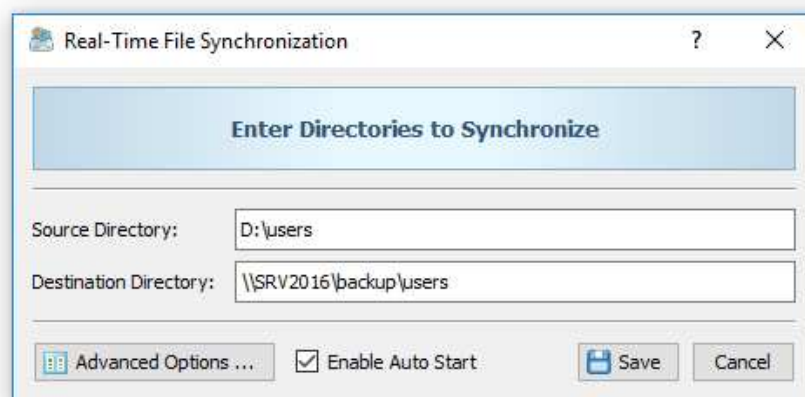 Real-Time File Synchronization ?
Enter Directories to Synchronize
Source Directory: D:\users
Destination Directory: \\SRV2016\backup\users
Advanced Options ... Enable Auto Start Save Cancel